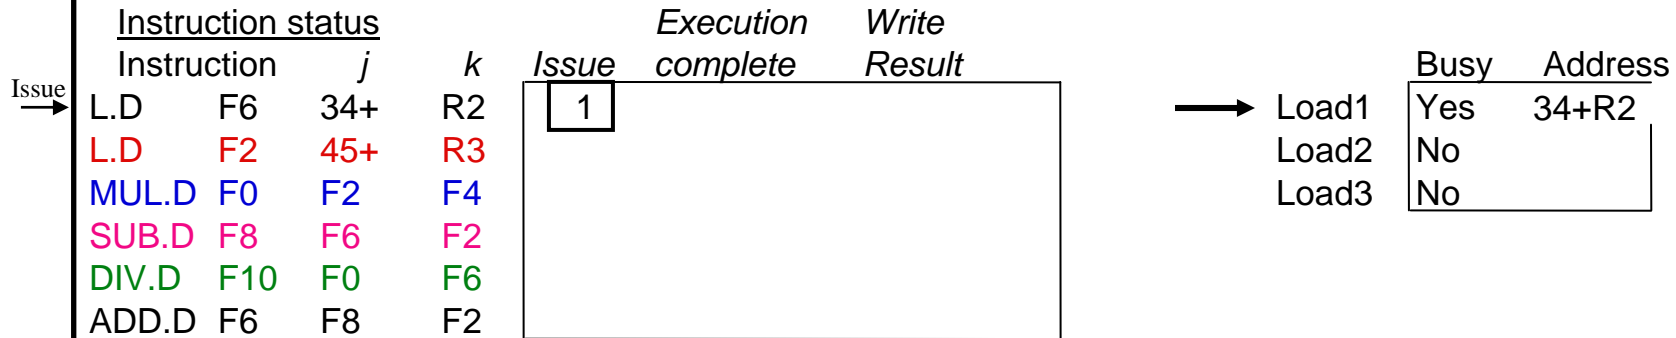 Instruction status Execution Write
Instruction j k Issue complete Result Busy Address
Issue
L.D F6 34+ R2 1 Load1 Yes 34+R2
L.D F2 45+ R3 Load2 No
MUL.D F0 F2 F4 Load3 No
SUB.D F8 F6 F2
DIV.D F10 F0 F6
ADD.D F6 F8 F2